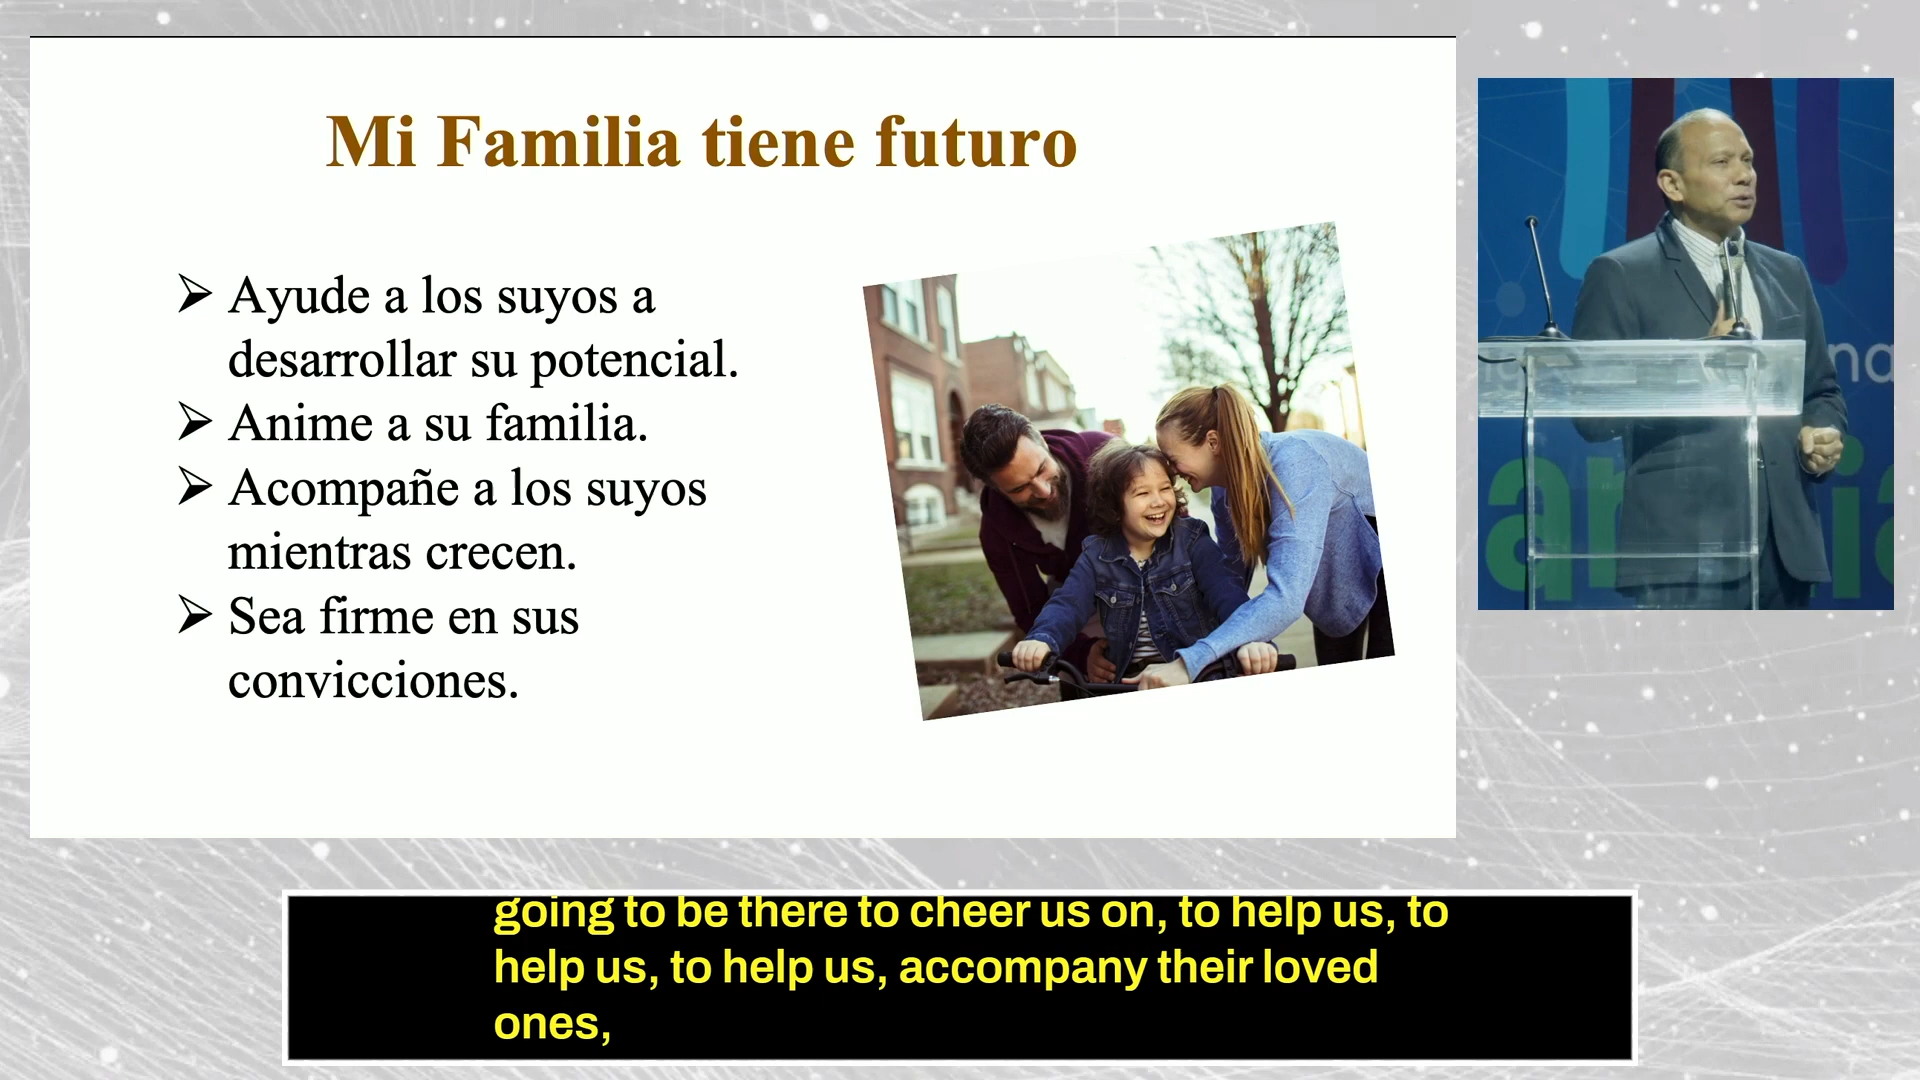 Mi Familia tiene futuro
Ayude a los suyos a
desarrollar su potencial.
Anime a su familia.
Acompañe a los suyos
mientras crecen.
Sea firme en sus
convicciones.
going to be there to cheer us on, to help us, to
help us, to help us, accompany their loved
ones,